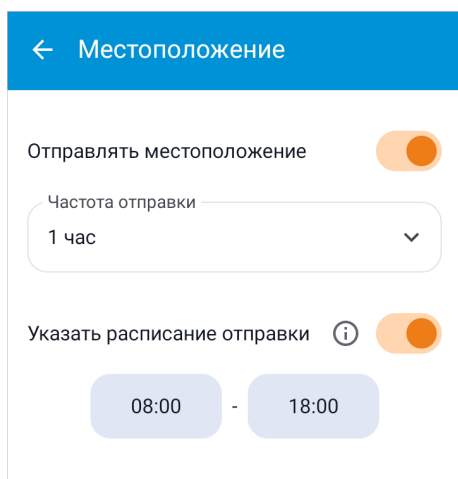 Местоположение
Отправлять местоположение
Частота отправки
1 час
Указать расписание отправки
08:00 - 18:00